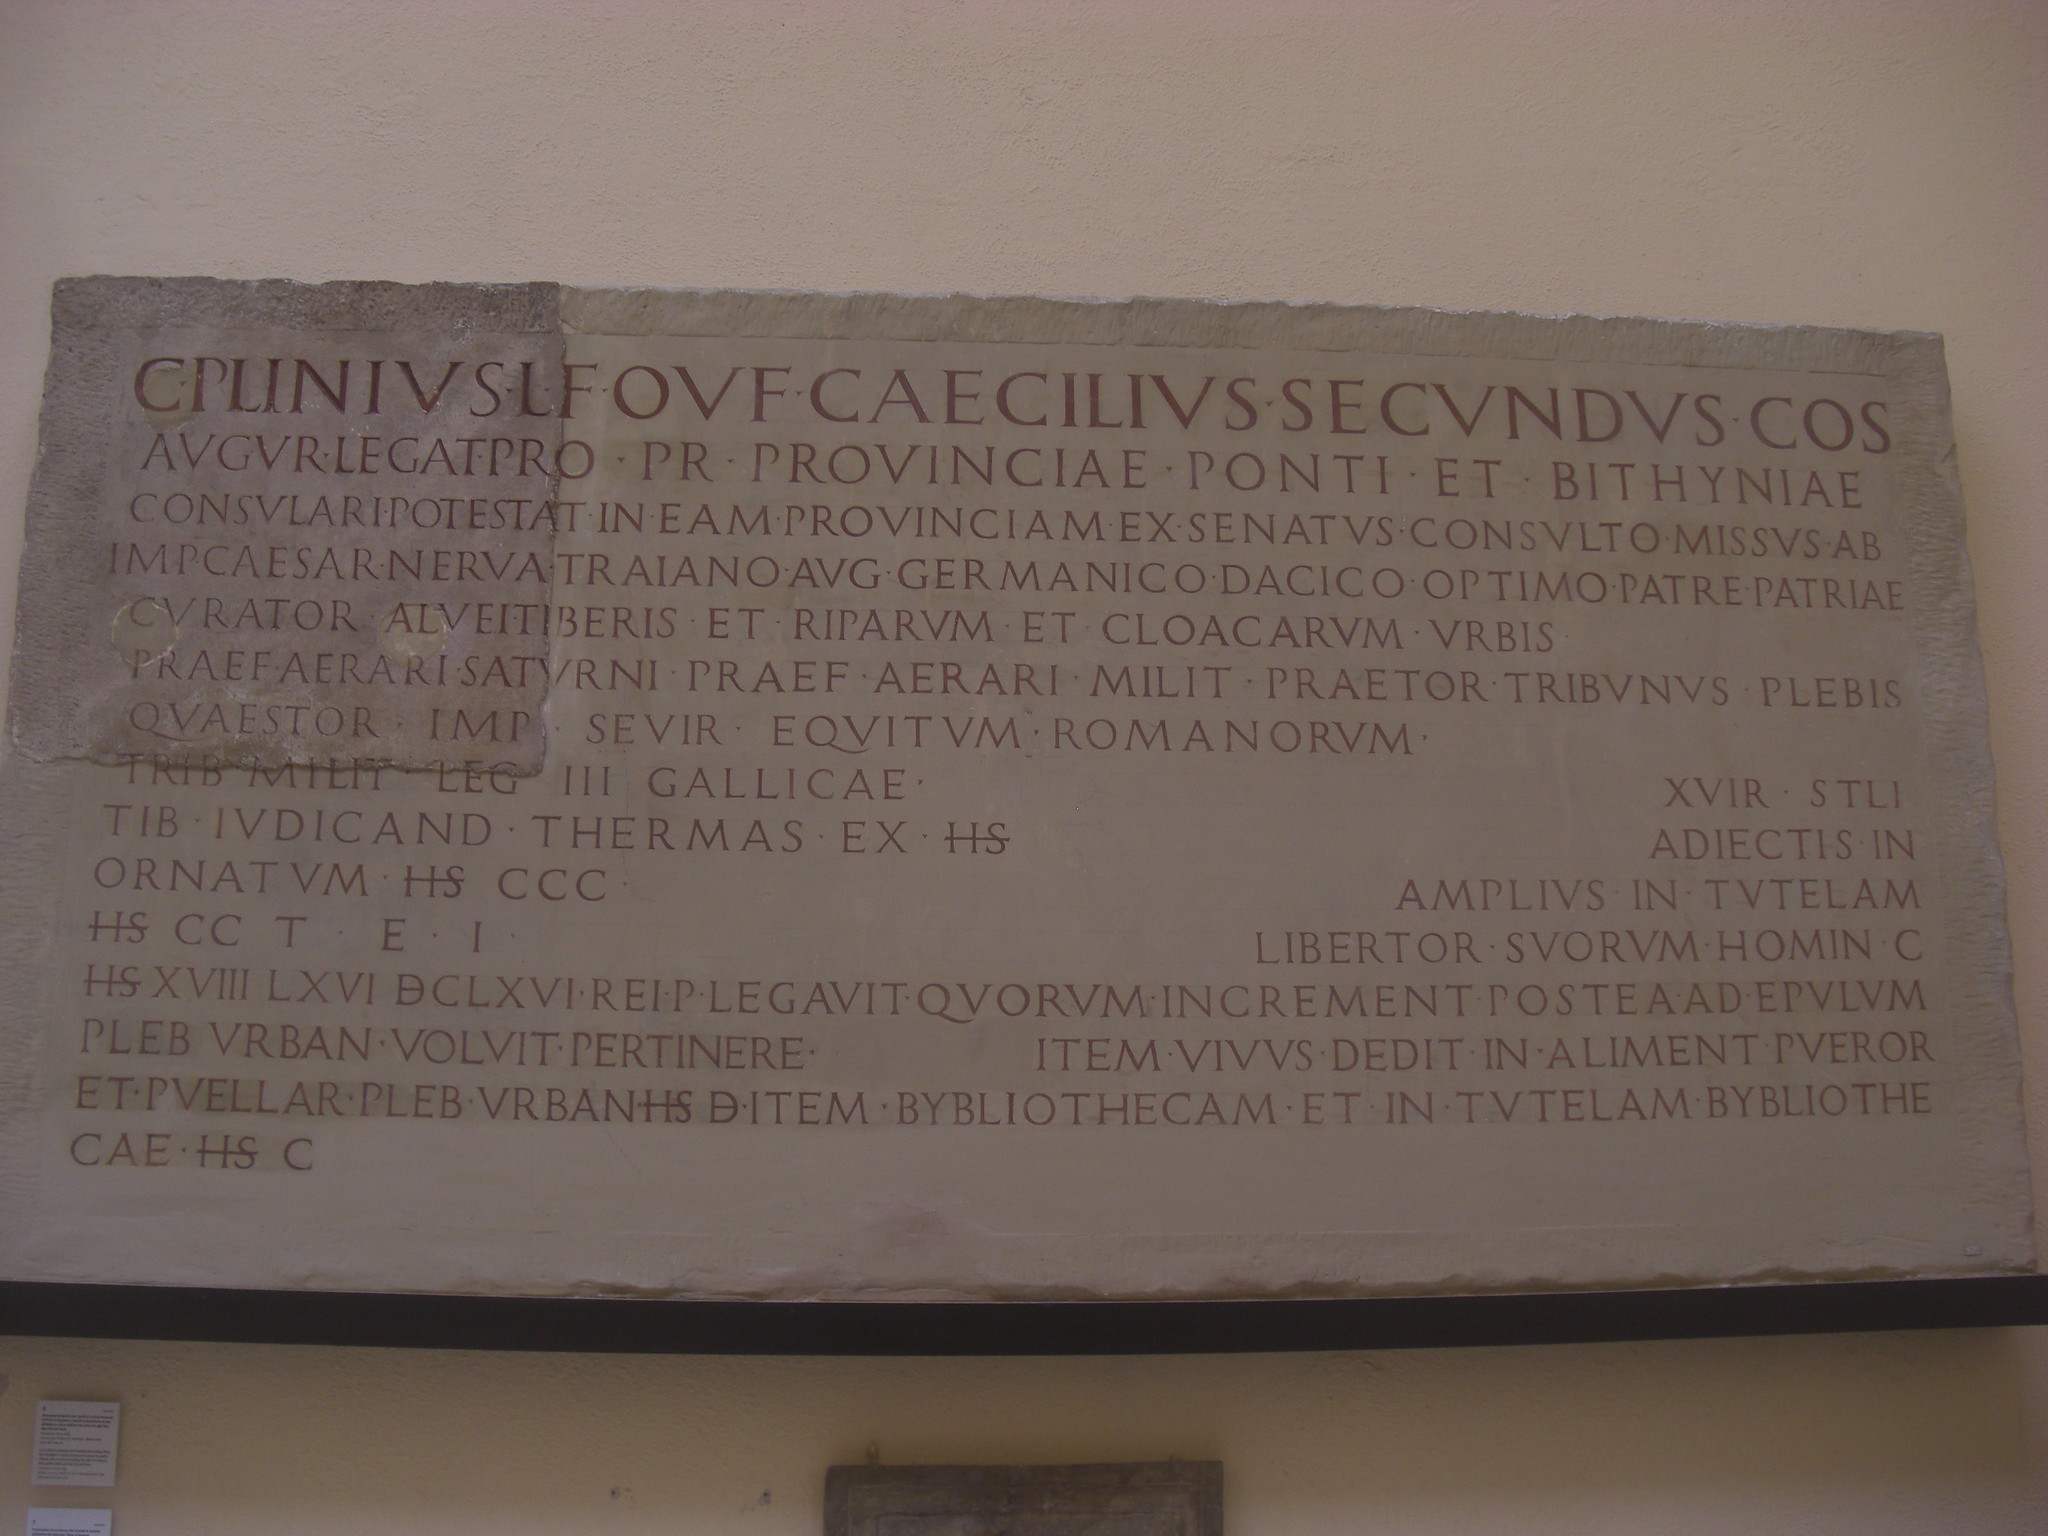 C·PLINIVS·L·F·OVF·CAECILIVS·SECVNDVS·COS
AVGVR·LEGAT·PRO·PR·PROVINCIAE·PONTI·ET·BITHYNIAE
CONSVLARI·POTESTAT·IN·EAM·PROVINCIAM·EX·SENATVS·CONSVLTO·MISSVS·AB
IMP·CAESAR·NERVA·TRAIANO·AVG·GERMANICO·DACICO·OPTIMO·PATRE·PATRIAE
CVRATOR·ALVEI·TIBERIS·ET·RIPARVM·ET·CLOACARVM·VRBIS·
PRAEF·AERARI·SATVRNI·PRAEF·AERARI·MILIT·PRAETOR·TRIBVNVS·PLEBIS
QVAESTOR·IMP·SEVIR·EQVITVM·ROMANORVM·
TRIB·MILIT·LEG III GALLICAE· XVIR·STLI
TIB·IVDICAND·THERMAS·EX·HS ADIECTIS·IN
ORNATVM·HS CCC· AMPLIVS·IN·TVTELAM
HS CC T·E·I· LIBERTOR·SVORVM·HOMIN·C
HS XVIII LXVI DCLXVI·REI·P·LEGAVIT·QVORVM·INCREMENT·POSTEA·AD·EPVLVM
PLEB VRBAN·VOLVIT·PERTINERE· ITEM·VIVVS·DEDIT·IN·ALIMENT·PVEROR
ET·PVELLAR·PLEB·VRBAN HS D·ITEM·BYBLIOTHECAM·ET·IN·TVTELAM·BYBLIOTHE
CAE·HS C